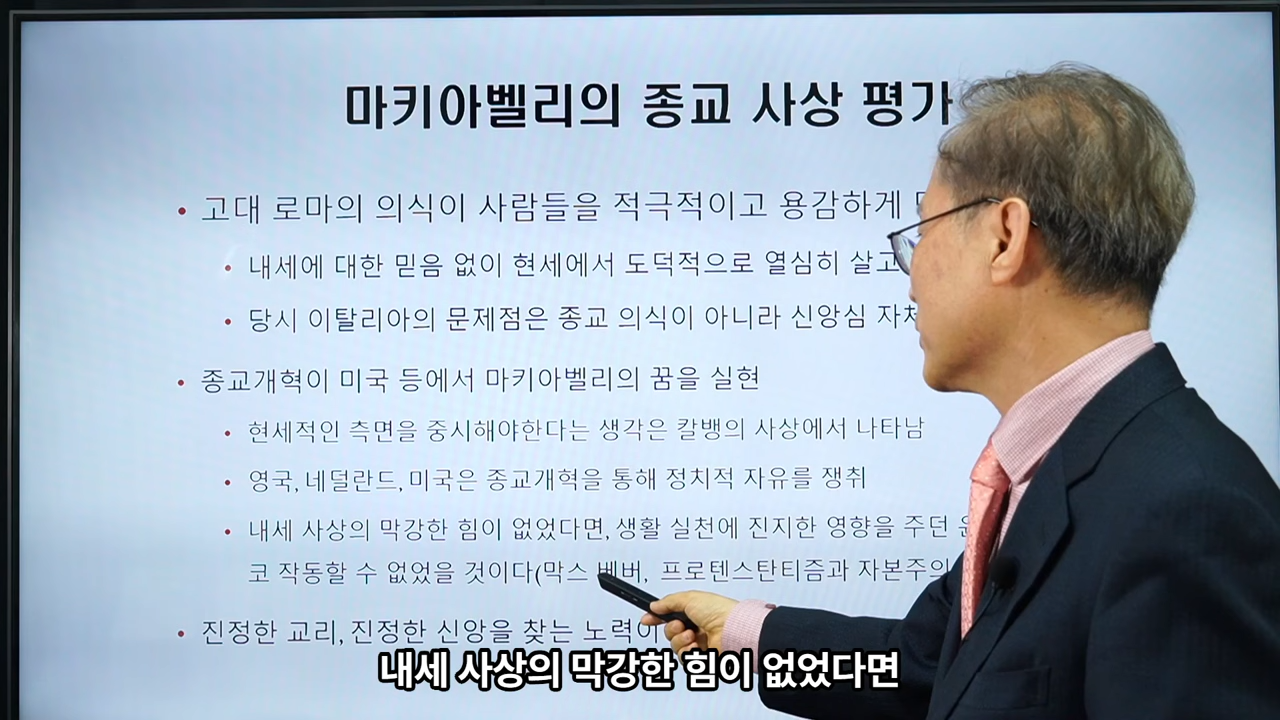 마키아벨리의 종교 사상 평가
• 고대 로마의 의식이 사람들을 적극적이고 용감하게
• 내세에 대한 믿음 없이 현세에서 도덕적으로 열심히 살고
• 당시 이탈리아의 문제점은 종교 의식이 아니라 신앙심
• 종교개혁이 미국 등에서 마키아벨리의 꿈을 실현
• 현세적인 측면을 중시해야한다는 생각은 칼뱅의 사상에서 나타남
• 영국, 네덜란드, 미국은 종교개혁을 통해 정치적 자유를 쟁취
• 내세 사상의 막강한 힘이 없었다면, 생활 실천에 진지한 영향을 주던
코 작동할 수 없었을 것이다(막스 베버, 프로텐스탄티즘과 자본주의
• 진정한 교리, 진정한 신앙을 찾는 노력이
내세 사상의 막강한 힘이 없었다면